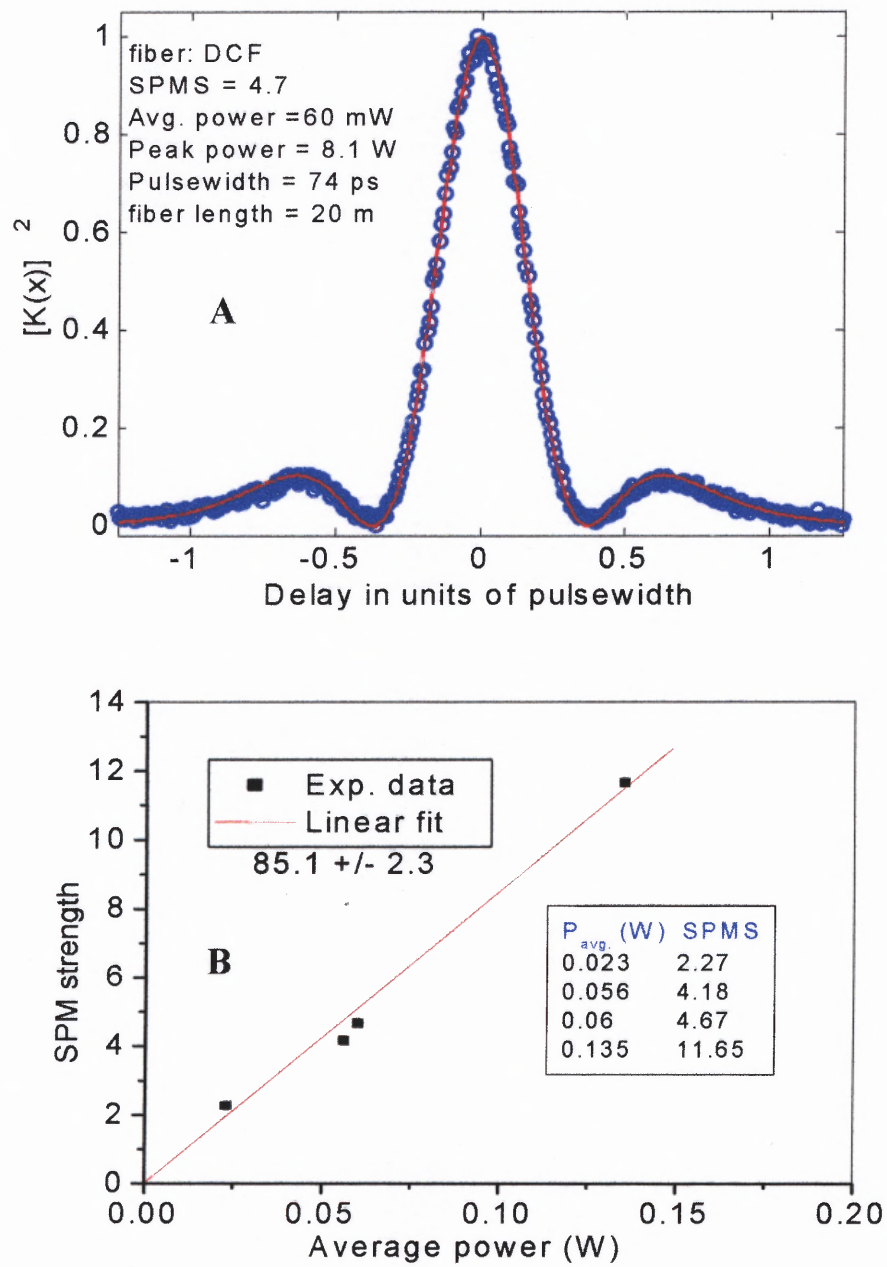 1
0.8
0.6
0.4
0.2
0
[K(x)] 2
fiber: DCF
SPMS = 4.7
Avg. power =60 mW
Peak power = 8.1 W
Pulsewidth = 74 ps
fiber length = 20 m
A
-1 -0.5 0 0.5 1
Delay in units of pulsewidth
14
12
10
8
6
4
2
0
SPM strength
Exp. data
Linear fit
85.1 +/- 2.3
B
P avg. (W) SPMS
0.023 2.27
0.056 4.18
0.06 4.67
0.135 11.65
0.00 0.05 0.10 0.15 0.20
Average power (W)